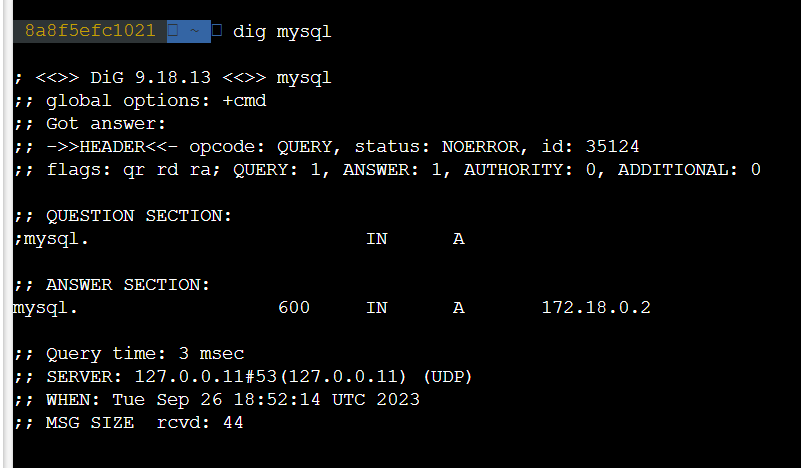 8a8f5efc1021 ~ dig mysql
; <<>> DiG 9.18.13 <<>> mysql
;; global options: +cmd
;; Got answer:
;; ->>HEADER<<- opcode: QUERY, status: NOERROR, id: 35124
;; flags: qr rd ra; QUERY: 1, ANSWER: 1, AUTHORITY: 0, ADDITIONAL: 0
;; QUESTION SECTION:
;mysql. IN A
;; ANSWER SECTION:
mysql. 600 IN A 172.18.0.2
;; Query time: 3 msec
;; SERVER: 127.0.0.11#53(127.0.0.11) (UDP)
;; WHEN: Tue Sep 26 18:52:14 UTC 2023
;; MSG SIZE rcvd: 44